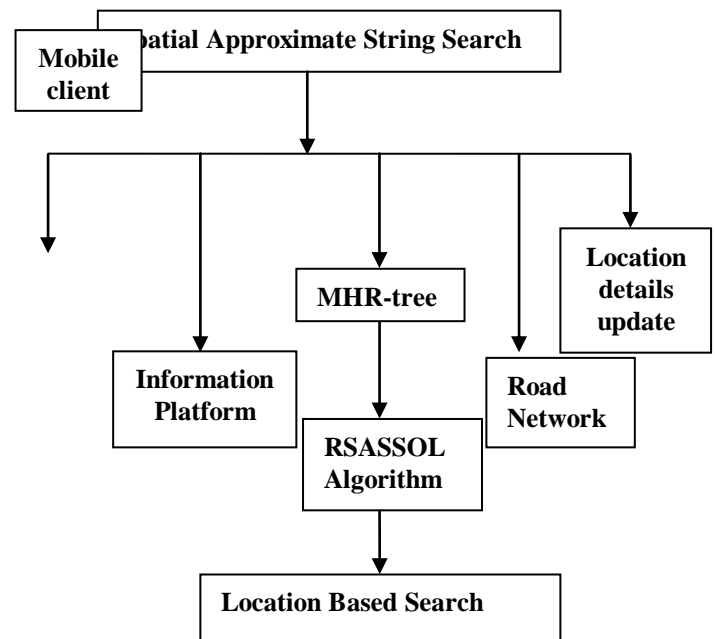 patial Approximate String Search
Mobile
client
Location
details
update
MHR-tree
Information
Platform
Road
Network
RSASSOL
Algorithm
Location Based Search